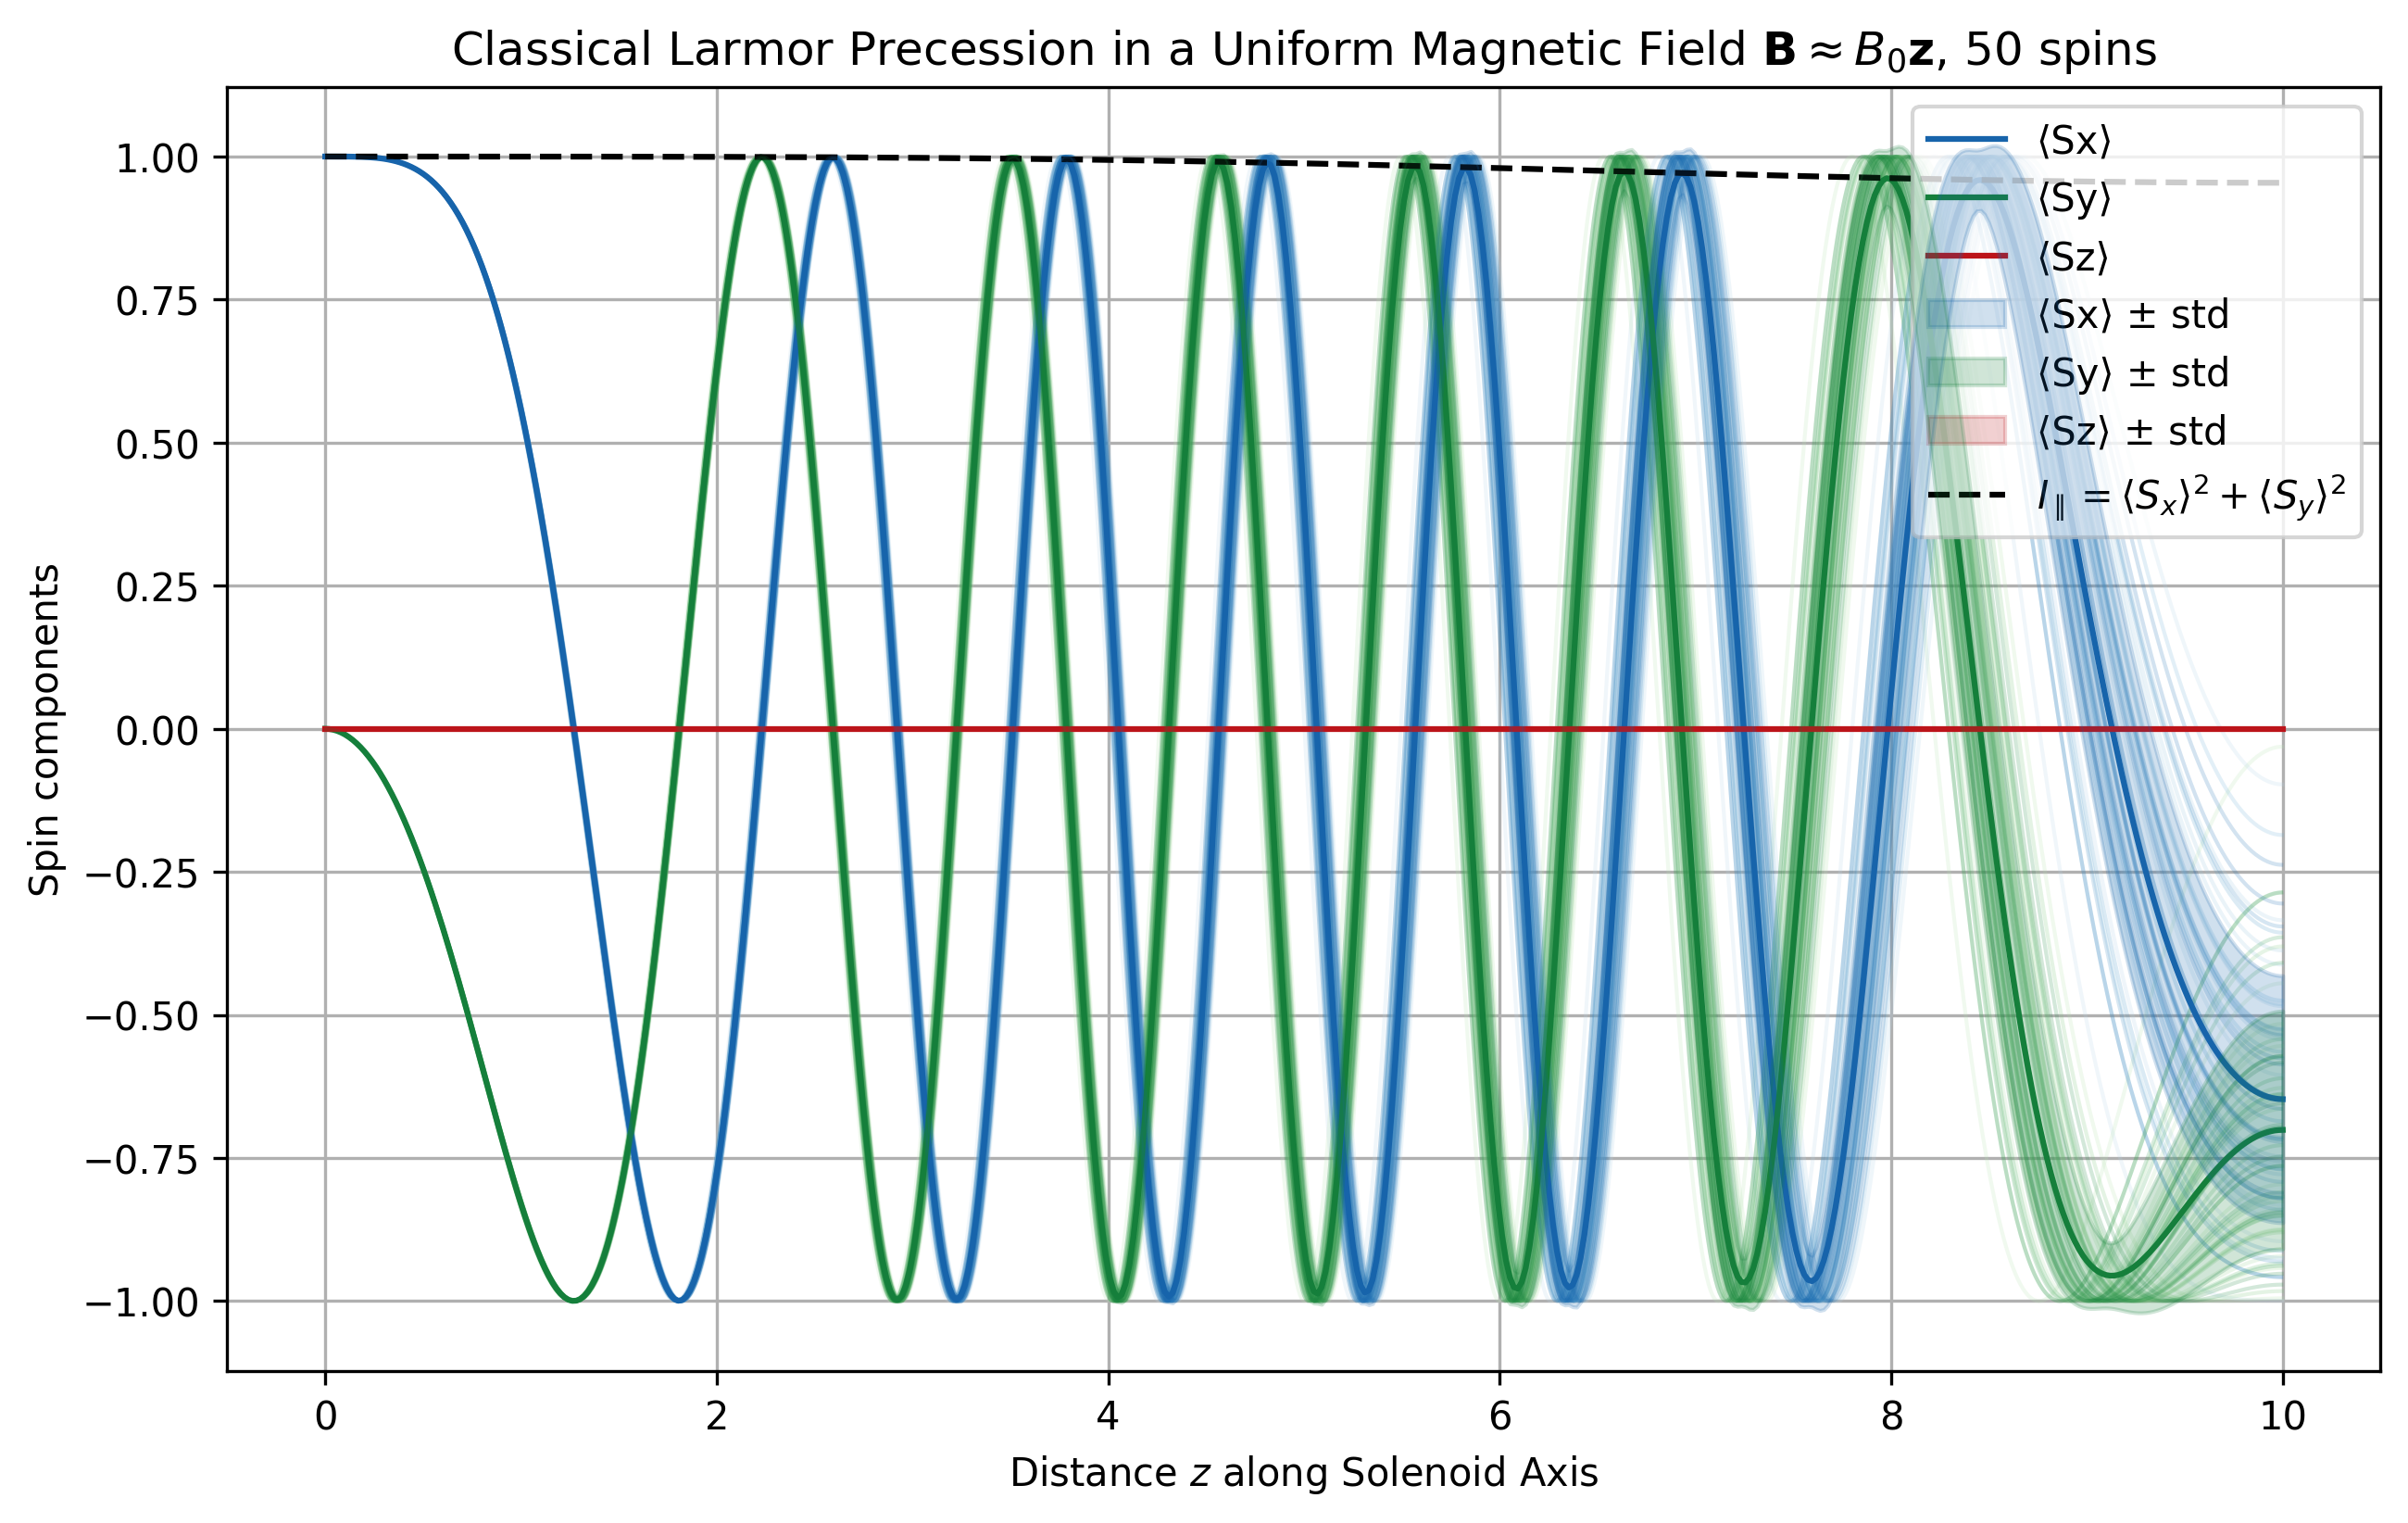 Classical Larmor Precession in a Uniform Magnetic Field B ≈ B₀z, 50 spins
⟨Sx⟩
⟨Sy⟩
⟨Sz⟩
⟨Sx⟩ ± std
⟨Sy⟩ ± std
⟨Sz⟩ ± std
I∥ = ⟨Sₓ⟩² + ⟨Sᵧ⟩²
1.00
0.75
0.50
0.25
0.00
−0.25
−0.50
−0.75
−1.00
Spin components
0 2 4 6 8 10
Distance z along Solenoid Axis